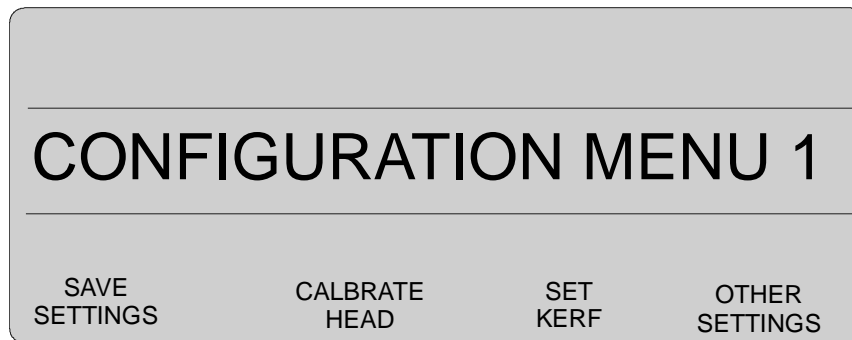 CONFIGURATION MENU 1
SAVE SETTINGS
CALBRATE HEAD
SET KERF
OTHER SETTINGS